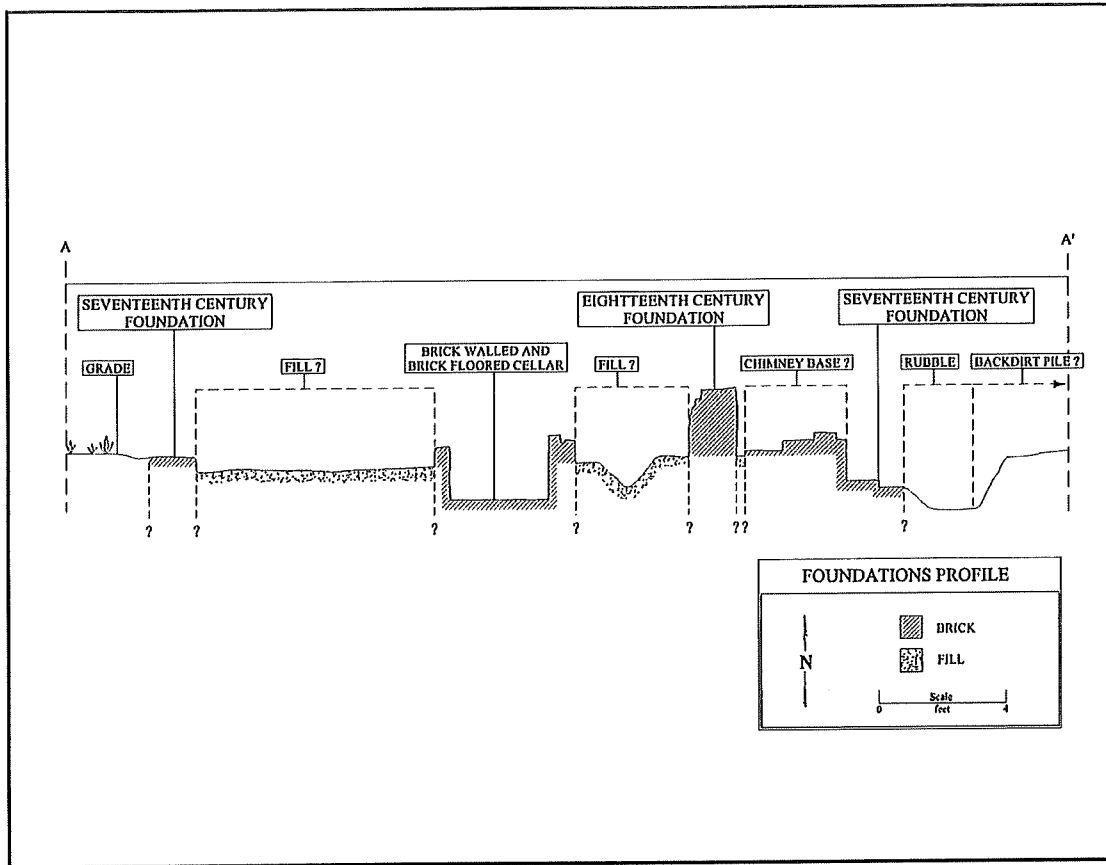 A
A'
SEVENTEENTH CENTURY
FOUNDATION
EIGHTTEENTH CENTURY
FOUNDATION
SEVENTEENTH CENTURY
FOUNDATION
GRADE
FILL ?
BRICK WALLED AND
BRICK FLOORED CELLAR
FILL ?
CHIMNEY BASE ?
RUBBLE
BACKDIRT PILE ?
? ? ? ? ? ?? ?
FOUNDATIONS PROFILE
N
BRICK
FILL
Scale
0 feet 4